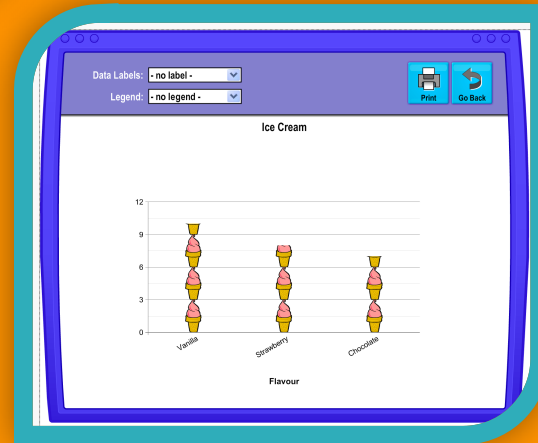 Data Labels: - no label -
Legend: - no legend -
Print Go Back
Ice Cream
12
9
6
3
0
Vanilla Strawberry Chocolate
Flavour